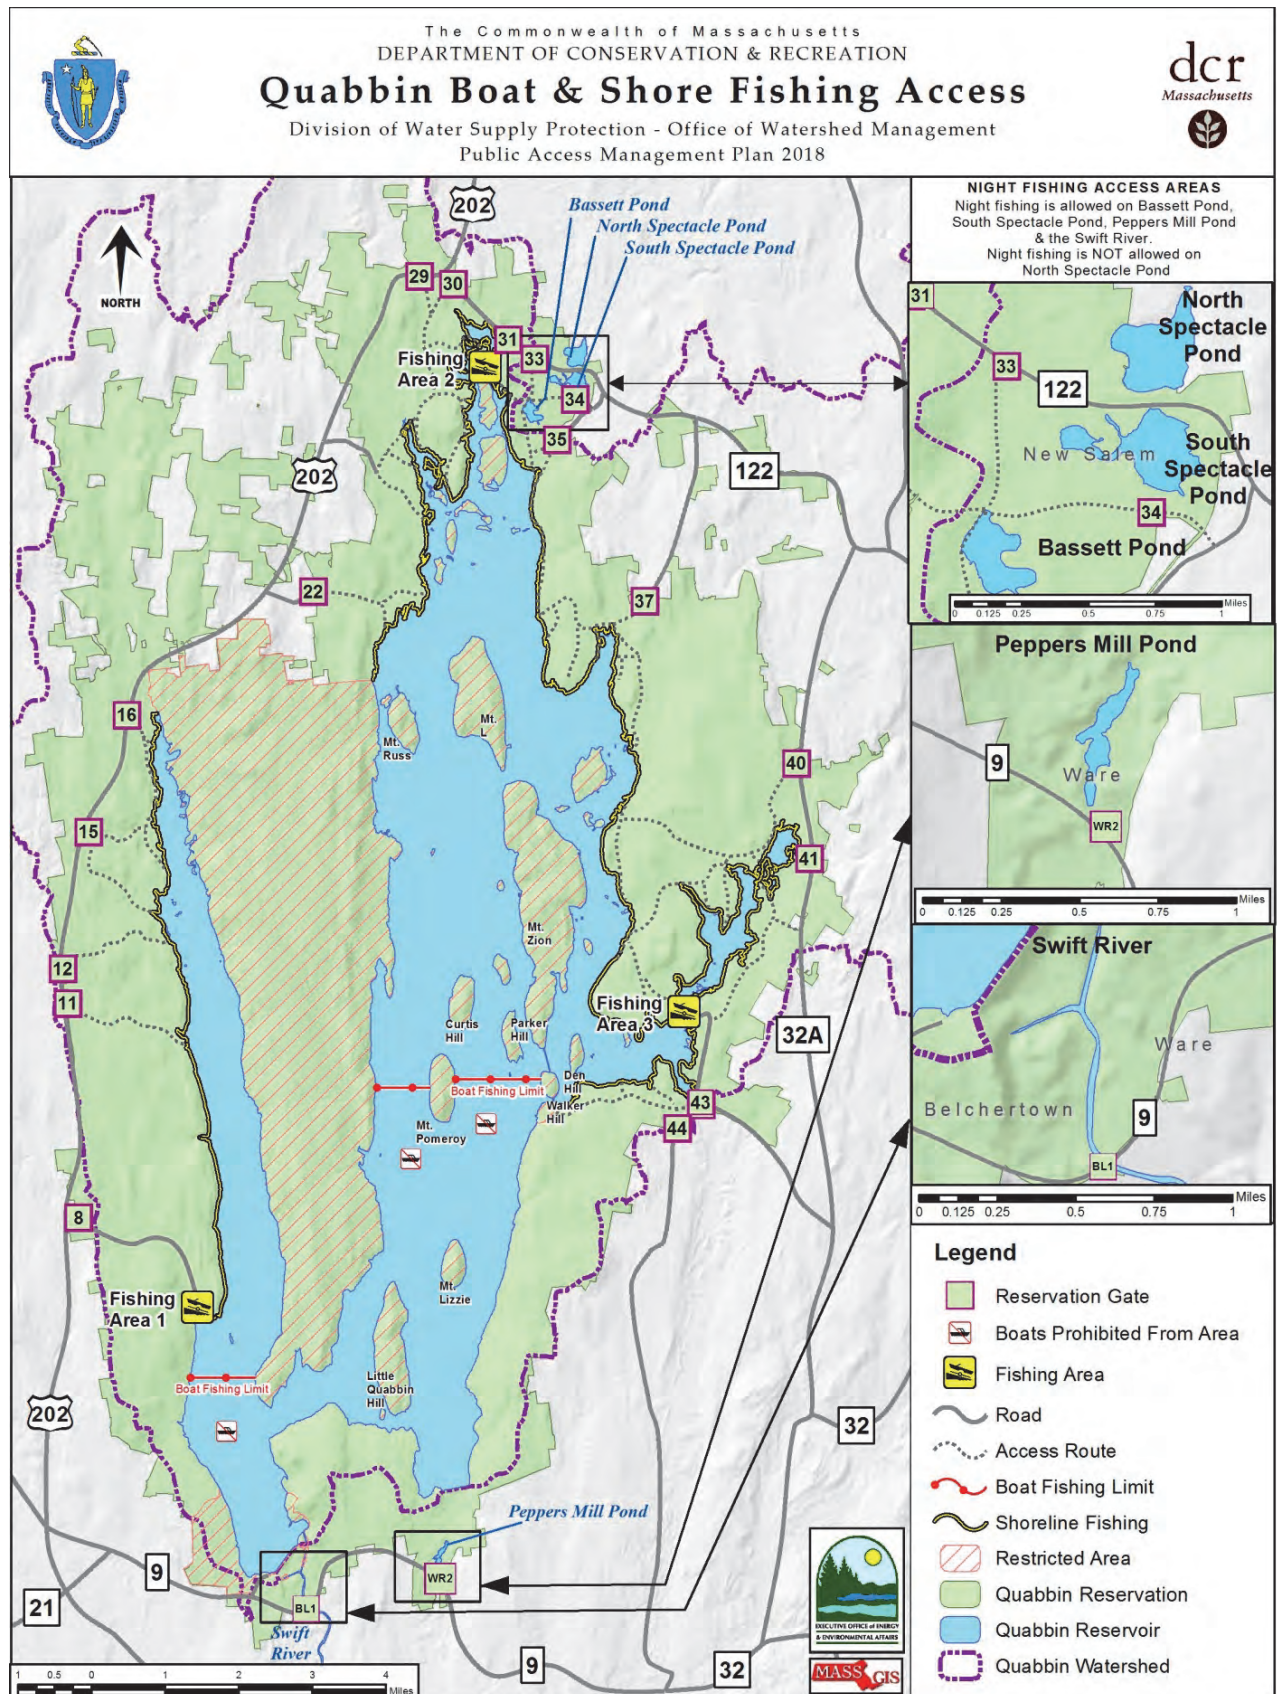 The Commonwealth of Massachusetts
DEPARTMENT OF CONSERVATION & RECREATION
Quabbin Boat & Shore Fishing Access
Division of Water Supply Protection - Office of Watershed Management
Public Access Management Plan 2018
dcr
Massachusetts
NORTH
202
Bassett Pond
North Spectacle Pond
South Spectacle Pond
29
30
31
33
Fishing
Area 2
34
35
202
122
22
37
16
Mt.
L
Mt.
Russ
40
15
41
Mt.
Zion
12
11
Fishing
Area 3
Curtis
Hill
Parker
Hill
32A
Den
Hill
Boat Fishing Limit
Walker
Hill
43
44
Mt.
Pomeroy
8
Mt.
Lizzie
Fishing
Area 1
Boat Fishing Limit
Little
Quabbin
Hill
202
32
Peppers Mill Pond
9
WR2
21
BL1
Swift
River
9
32
EXECUTIVE OFFICE of ENERGY
& ENVIRONMENTAL AFFAIRS
MASS GIS
1 0.5 0 1 2 3 4
Miles
NIGHT FISHING ACCESS AREAS
Night fishing is allowed on Bassett Pond,
South Spectacle Pond, Peppers Mill Pond
& the Swift River.
Night fishing is NOT allowed on
North Spectacle Pond
31
North
Spectacle
Pond
33
122
New Salem
South
Spectacle
Pond
34
Bassett Pond
0 0.125 0.25 0.5 0.75 1 Miles
Peppers Mill Pond
9
Ware
WR2
0 0.125 0.25 0.5 0.75 1 Miles
Swift River
Ware
Belchertown
9
BL1
0 0.125 0.25 0.5 0.75 1 Miles
Legend
Reservation Gate
Boats Prohibited From Area
Fishing Area
Road
Access Route
Boat Fishing Limit
Shoreline Fishing
Restricted Area
Quabbin Reservation
Quabbin Reservoir
Quabbin Watershed